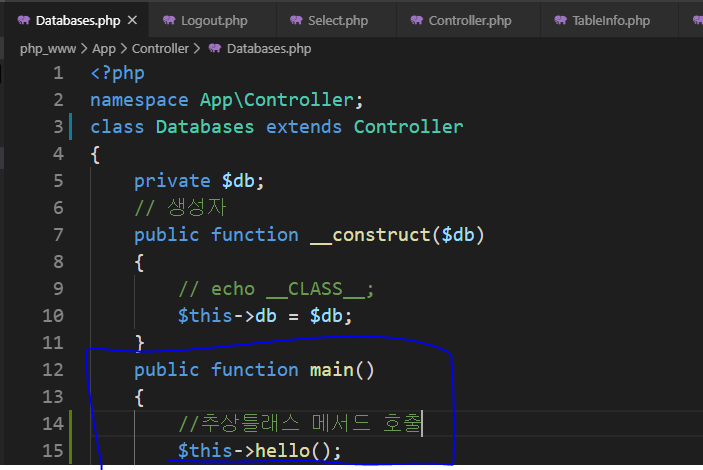 Databases.php Logout.php Select.php Controller.php TableInfo.php
php_www > App > Controller > Databases.php
1 <?php
2 namespace App\Controller;
3 class Databases extends Controller
4 {
5 private $db;
6 // 생성자
7 public function __construct($db)
8 {
9 // echo __CLASS__;
10 $this->db = $db;
11 }
12 public function main()
13 {
14 //추상틀래스 메서드 호출
15 $this->hello();